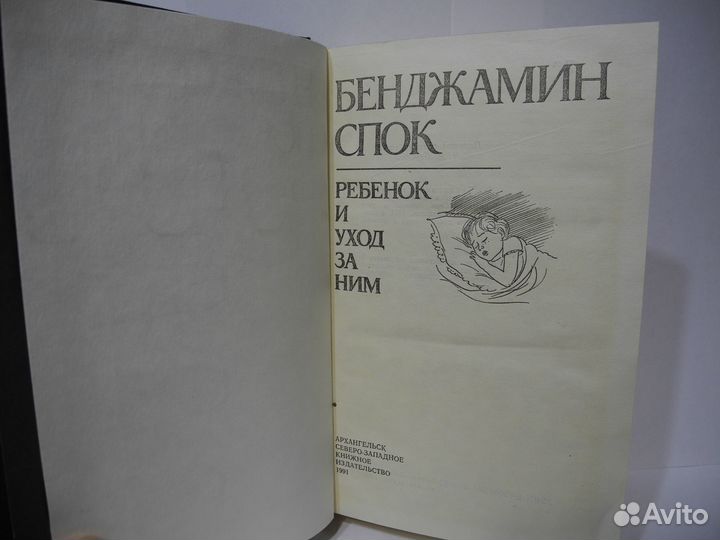 БЕНДЖАМИН
СПОК
РЕБЕНОК
И
УХОД
ЗА
НИМ
АРХАНГЕЛЬСК
СЕВЕРО-ЗАПАДНОЕ
КНИЖНОЕ
ИЗДАТЕЛЬСТВО
1991
Avito